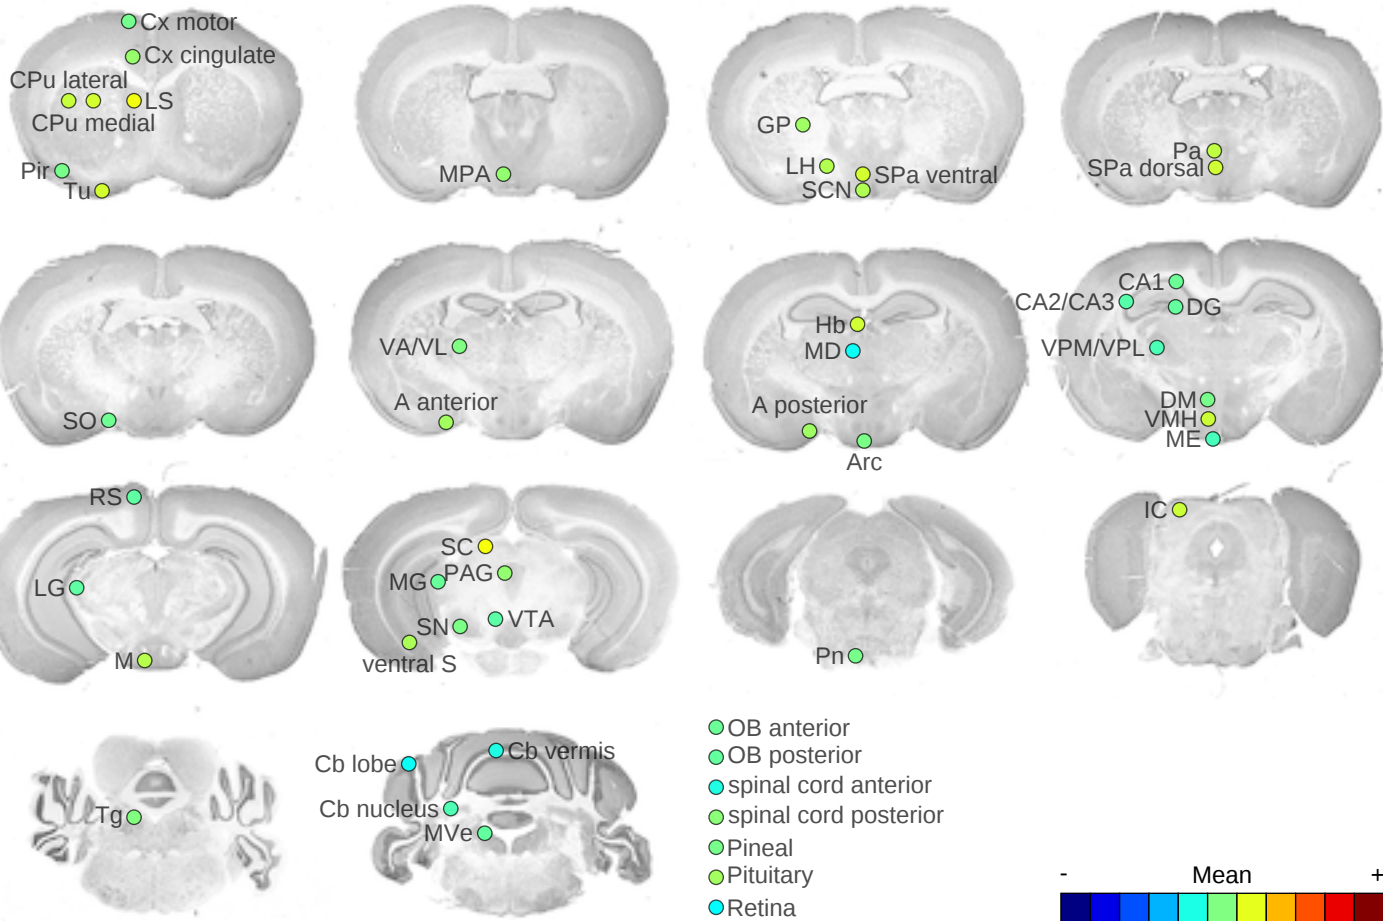 Cx motor
Cx cingulate
CPu lateral
LS
CPu medial
Pir
Tu
MPA
GP
LH
SPa ventral
SCN
Pa
SPa dorsal
SO
VA/VL
A anterior
Hb
MD
A posterior
Arc
CA1
CA2/CA3
DG
VPM/VPL
DM
VMH
ME
RS
LG
M
SC
PAG
MG
SN
VTA
ventral S
Pn
IC
Tg
Cb lobe
Cb vermis
Cb nucleus
MVe
OB anterior
OB posterior
spinal cord anterior
spinal cord posterior
Pineal
Pituitary
Retina
- Mean +